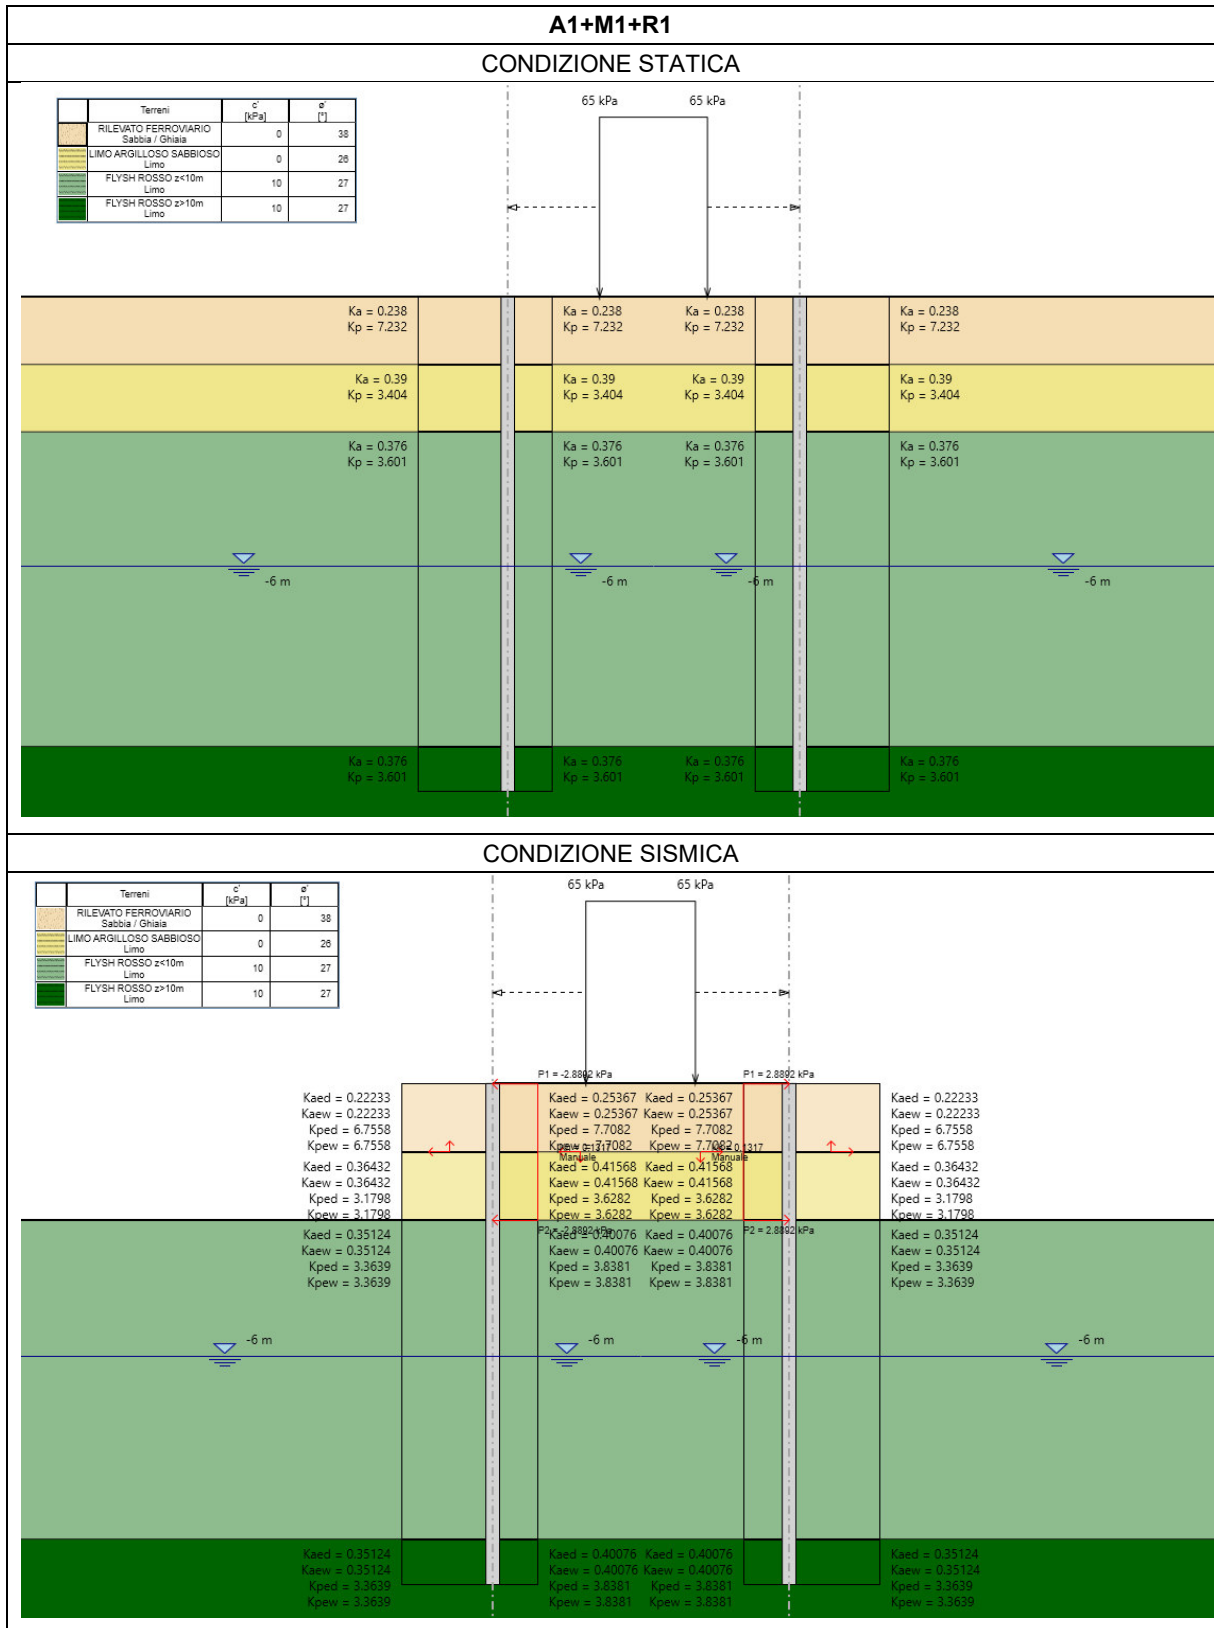 A1+M1+R1
CONDIZIONE STATICA
Terreni c' [kPa] ø' [°]
RILEVATO FERROVIARIO Sabbia / Ghiaia 0 38
LIMO ARGILLOSO SABBIOSO Limo 0 26
FLYSH ROSSO z<10m Limo 10 27
FLYSH ROSSO z>10m Limo 10 27
65 kPa 65 kPa
Ka = 0.238 Ka = 0.238 Ka = 0.238 Ka = 0.238
Kp = 7.232 Kp = 7.232 Kp = 7.232 Kp = 7.232
Ka = 0.39 Ka = 0.39 Ka = 0.39 Ka = 0.39
Kp = 3.404 Kp = 3.404 Kp = 3.404 Kp = 3.404
Ka = 0.376 Ka = 0.376 Ka = 0.376 Ka = 0.376
Kp = 3.601 Kp = 3.601 Kp = 3.601 Kp = 3.601
-6 m -6 m -6 m -6 m
Ka = 0.376 Ka = 0.376 Ka = 0.376 Ka = 0.376
Kp = 3.601 Kp = 3.601 Kp = 3.601 Kp = 3.601
CONDIZIONE SISMICA
Terreni c' [kPa] ø' [°]
RILEVATO FERROVIARIO Sabbia / Ghiaia 0 38
LIMO ARGILLOSO SABBIOSO Limo 0 26
FLYSH ROSSO z<10m Limo 10 27
FLYSH ROSSO z>10m Limo 10 27
65 kPa 65 kPa
P1 = -2.8892 kPa P1 = 2.8892 kPa
Kaed = 0.22233 Kaed = 0.25367 Kaed = 0.25367 Kaed = 0.22233
Kaew = 0.22233 Kaew = 0.25367 Kaew = 0.25367 Kaew = 0.22233
Kped = 6.7558 Kped = 7.7082 Kped = 7.7082 Kped = 6.7558
Kpew = 6.7558 Kpew = 7.7082 Kpew = 7.7082 Kpew = 6.7558
Manuale Manuale
Kaed = 0.36432 Kaed = 0.41568 Kaed = 0.41568 Kaed = 0.36432
Kaew = 0.36432 Kaew = 0.41568 Kaew = 0.41568 Kaew = 0.36432
Kped = 3.1798 Kped = 3.6282 Kped = 3.6282 Kped = 3.1798
Kpew = 3.1798 Kpew = 3.6282 Kpew = 3.6282 Kpew = 3.1798
P2 = -2.8892 kPa P2 = 2.8892 kPa
Kaed = 0.35124 Kaed = 0.40076 Kaed = 0.40076 Kaed = 0.35124
Kaew = 0.35124 Kaew = 0.40076 Kaew = 0.40076 Kaew = 0.35124
Kped = 3.3639 Kped = 3.8381 Kped = 3.8381 Kped = 3.3639
Kpew = 3.3639 Kpew = 3.8381 Kpew = 3.8381 Kpew = 3.3639
-6 m -6 m -6 m -6 m
Kaed = 0.35124 Kaed = 0.40076 Kaed = 0.40076 Kaed = 0.35124
Kaew = 0.35124 Kaew = 0.40076 Kaew = 0.40076 Kaew = 0.35124
Kped = 3.3639 Kped = 3.8381 Kped = 3.8381 Kped = 3.3639
Kpew = 3.3639 Kpew = 3.8381 Kpew = 3.8381 Kpew = 3.3639